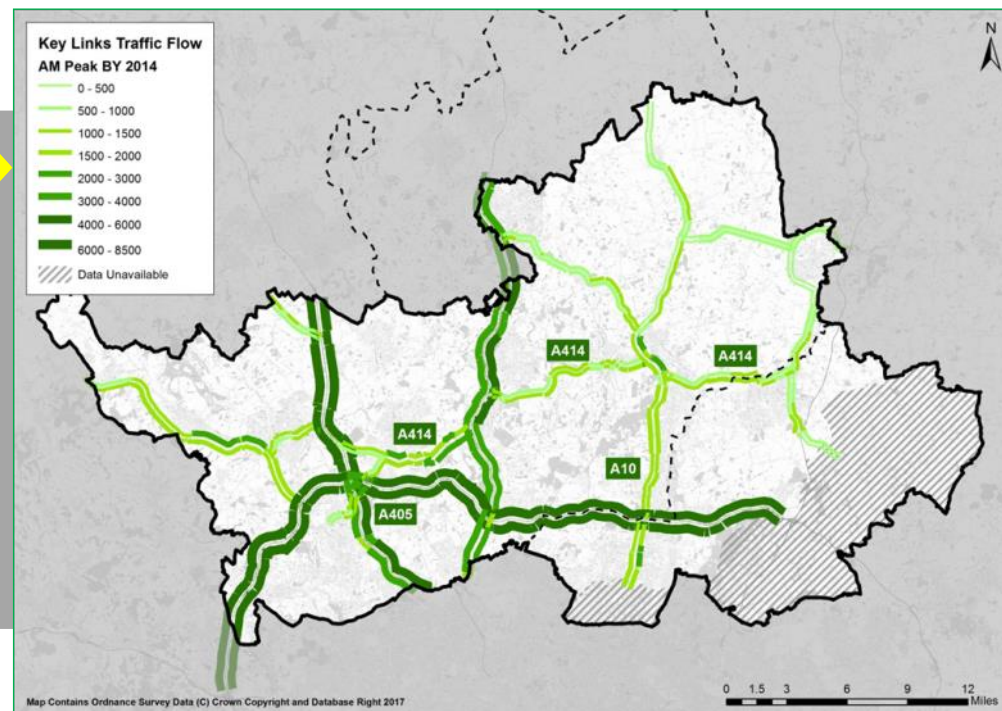 Key Links Traffic Flow
AM Peak BY 2014
0 - 500
500 - 1000
1000 - 1500
1500 - 2000
2000 - 3000
3000 - 4000
4000 - 6000
6000 - 8500
Data Unavailable
N
A414
A414
A414
A10
A405
Map Contains Ordnance Survey Data (C) Crown Copyright and Database Right 2017
0 1.5 3 6 9 12
Miles